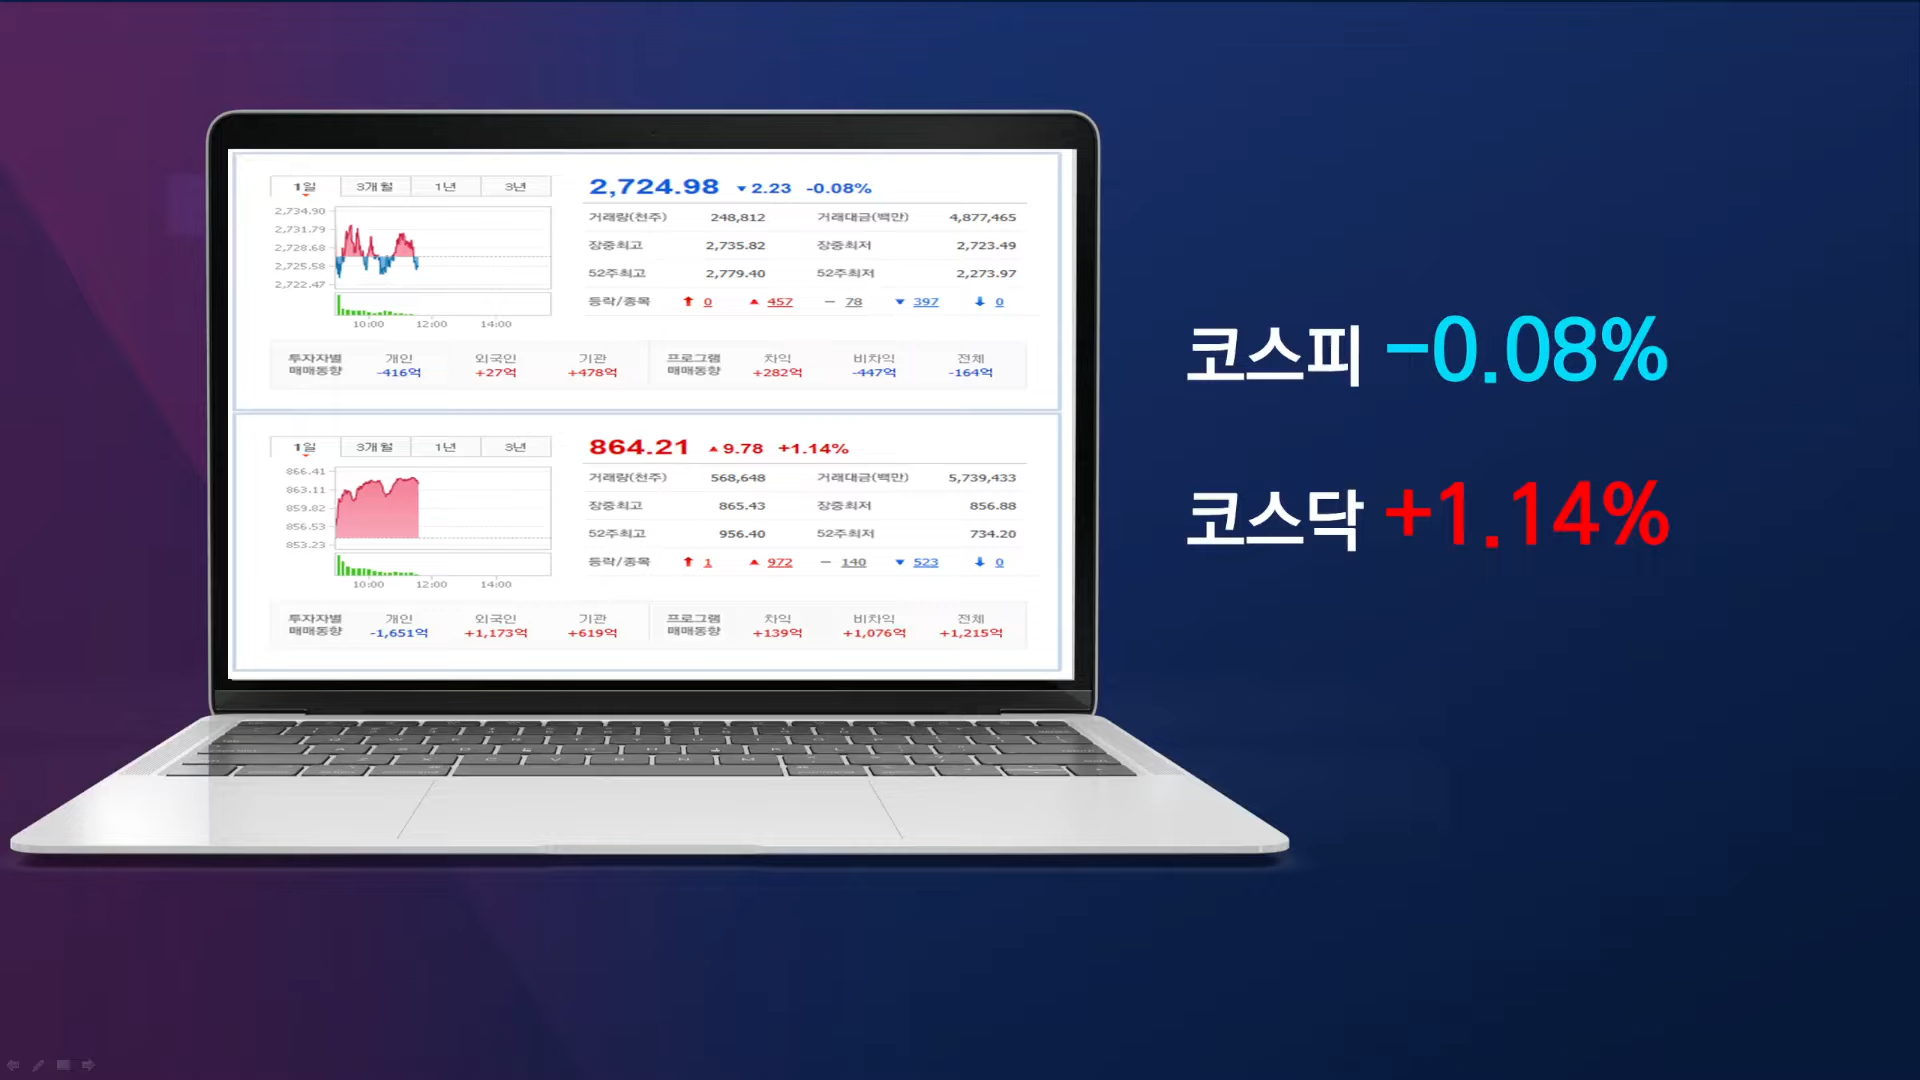 1일 3개월 1년 3년
2,734.90
2,731.79
2,728.68
2,725.58
2,722.47
10:00 12:00 14:00
2,724.98 ▼2.23 -0.08%
거래량(천주) 248,812 거래대금(백만) 4,877,465
장중최고 2,735.82 장중최저 2,723.49
52주최고 2,779.40 52주최저 2,273.97
등락/종목 0 ▲ 457 - 78 ▼ 397 0
투자자별 매매동향 개인 외국인 기관 프로그램 매매동향 차익 비차익 전체
-416억 +27억 +478억 +282억 -447억 -164억
1일 3개월 1년 3년
866.41
863.11
859.82
856.53
853.23
10:00 12:00 14:00
864.21 ▲9.78 +1.14%
거래량(천주) 568,648 거래대금(백만) 5,739,433
장중최고 865.43 장중최저 856.88
52주최고 956.40 52주최저 734.20
등락/종목 1 ▲ 972 - 140 ▼ 523 0
투자자별 매매동향 개인 외국인 기관 프로그램 매매동향 차익 비차익 전체
-1,651억 +1,173억 +619억 +139억 +1,076억 +1,215억
코스피 -0.08%
코스닥 +1.14%